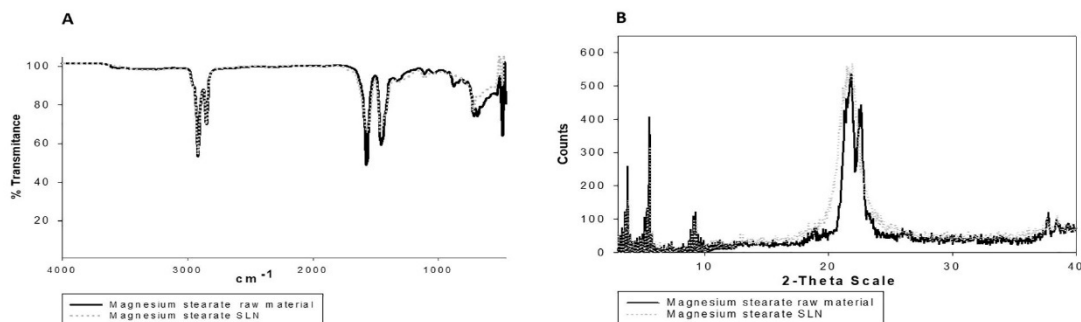 A
% Transmitance
100
80
60
40
20
4000
3000
2000
1000
cm-1
Magnesium stearate raw material
Magnesium stearate SLN
B
Counts
600
500
400
300
200
100
0
10
20
30
40
2-Theta Scale
Magnesium stearate raw material
Magnesium stearate SLN